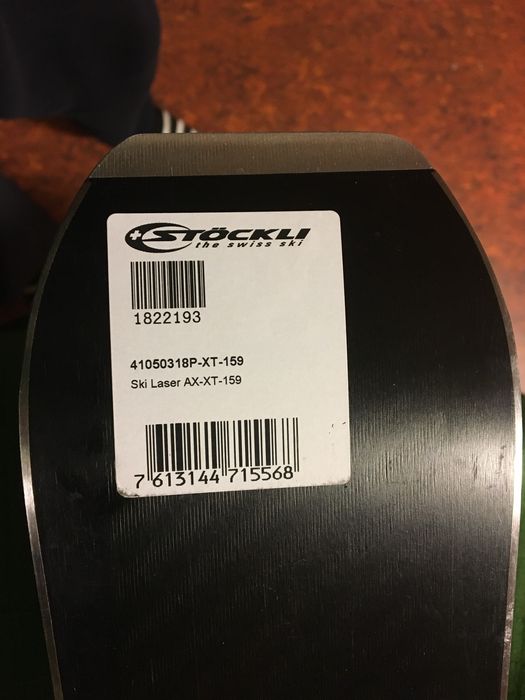 STÖCKLI
the swiss ski
1822193
41050318P-XT-159
Ski Laser AX-XT-159
7 613144 715568